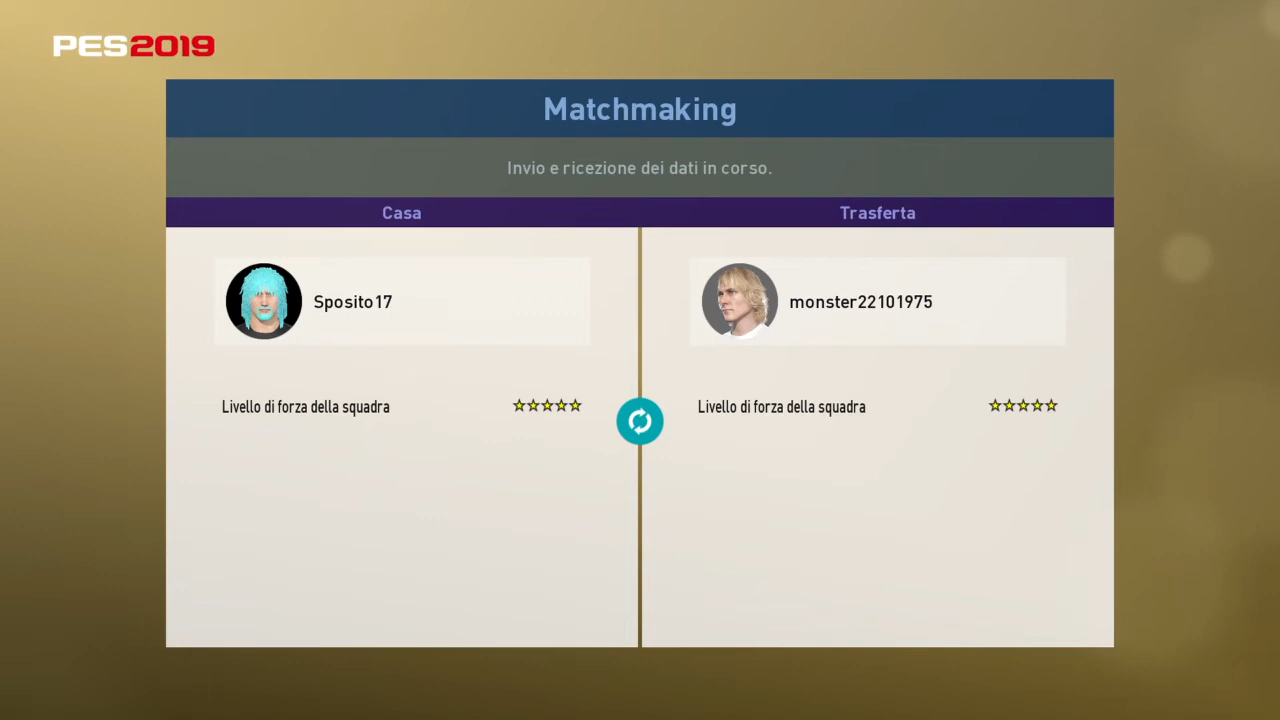 PES2019
Matchmaking
Invio e ricezione dei dati in corso.
Casa
Trasferta
Sposito17
monster22101975
Livello di forza della squadra
Livello di forza della squadra